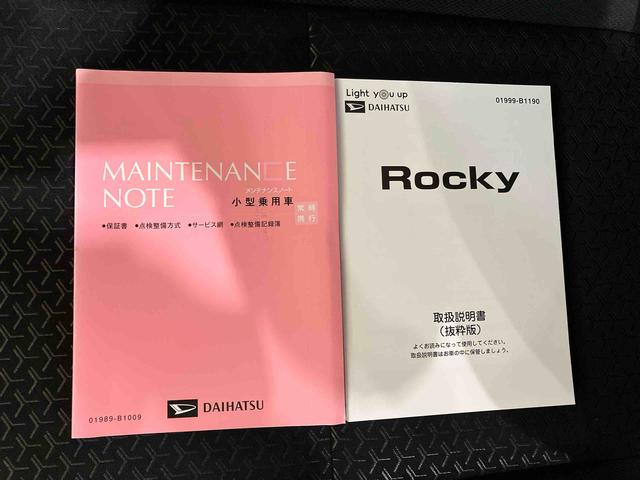 MAINTENANCE
NOTE
メンテナンスノート
小型乗用車
常時
携行
●保証書 ●点検整備方式 ●サービス網 ●点検整備記録簿
01989-B1009
DAIHATSU
Light you up
DAIHATSU
01999-B1190
Rocky
取扱説明書
(抜粋版)
よくお読みになって使用してください。
取扱説明書はお車の中に保管しましょう。